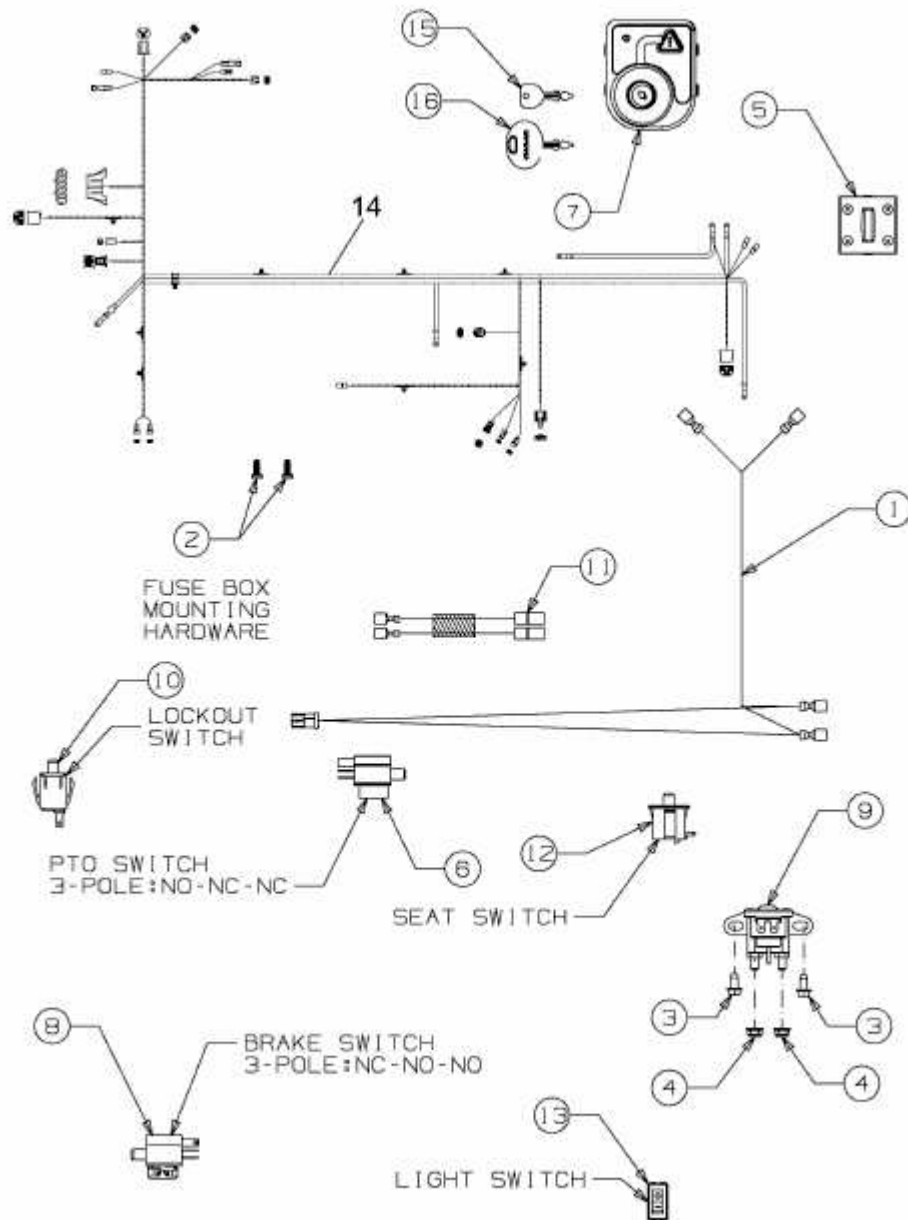 15
16
5
7
14
1
2
FUSE BOX
MOUNTING
HARDWARE
11
10
LOCKOUT
SWITCH
9
12
6
PTO SWITCH
3-POLE:NO-NC-NC
SEAT SWITCH
3
3
8
BRAKE SWITCH
3-POLE:NC-NO-NO
4
4
13
LIGHT SWITCH